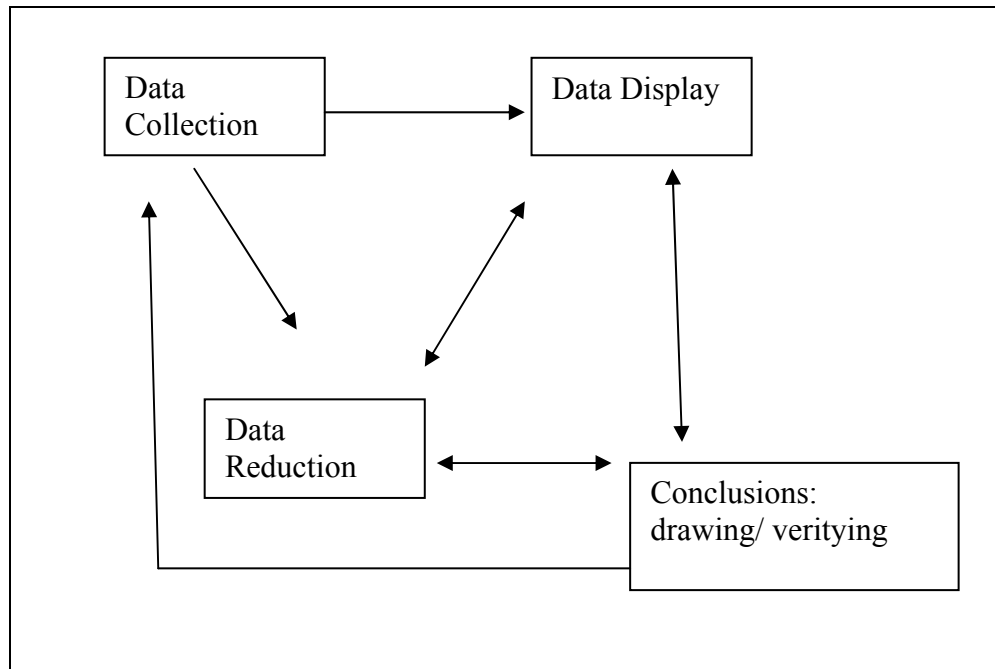 Data
Collection
Data Display
Data
Reduction
Conclusions:
drawing/ veritying